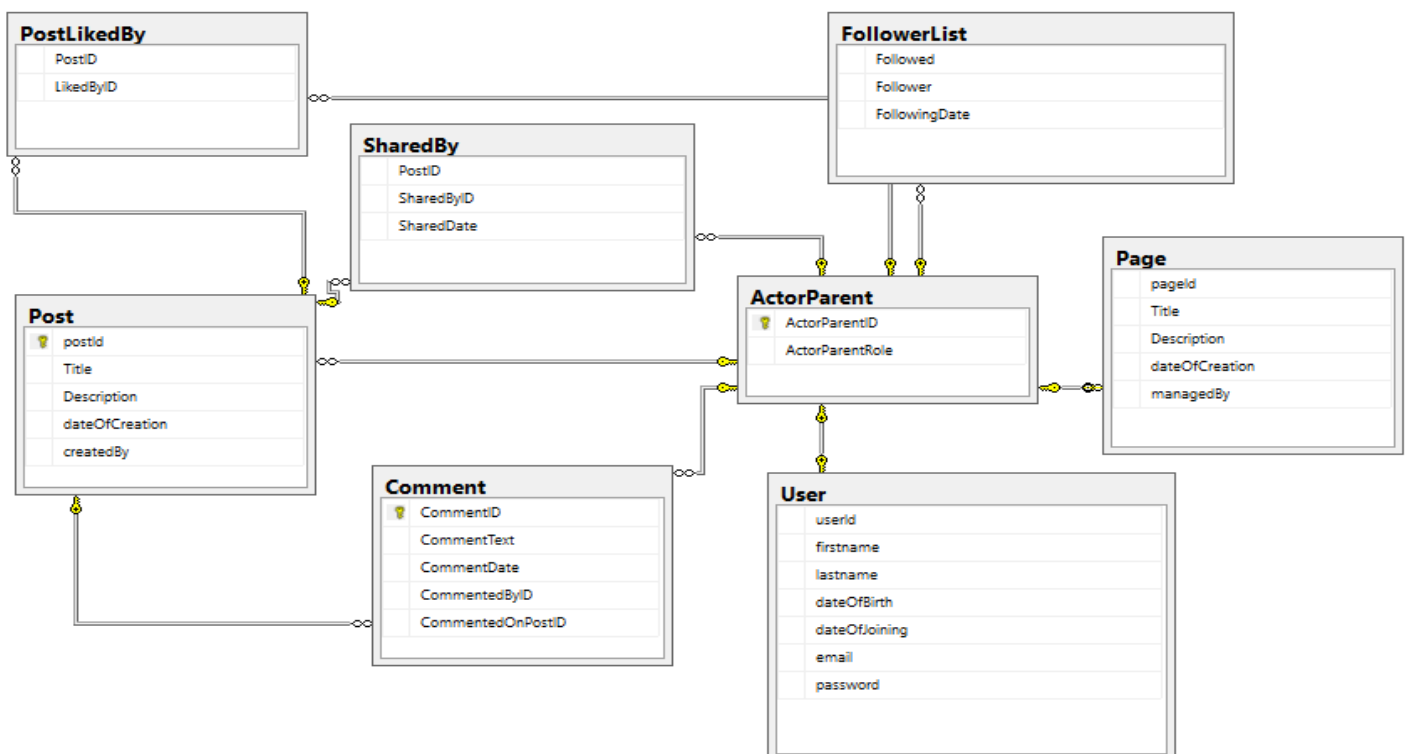 PostLikedBy
PostID
LikedByID
FollowerList
Followed
Follower
FollowingDate
SharedBy
PostID
SharedByID
SharedDate
Page
pageId
Title
Description
dateOfCreation
managedBy
ActorParent
ActorParentID
ActorParentRole
Post
postId
Title
Description
dateOfCreation
createdBy
Comment
CommentID
CommentText
CommentDate
CommentedByID
CommentedOnPostID
User
userId
firstname
lastname
dateOfBirth
dateOfJoining
email
password